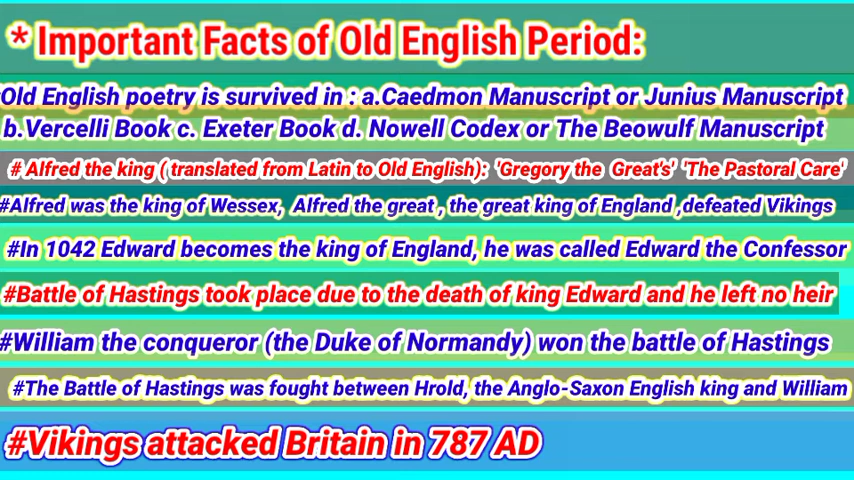 * Important Facts of Old English Period:
Old English poetry is survived in : a.Caedmon Manuscript or Junius Manuscript
b.Vercelli Book c. Exeter Book d. Nowell Codex or The Beowulf Manuscript
# Alfred the king ( translated from Latin to Old English): 'Gregory the Great's' 'The Pastoral Care'
#Alfred was the king of Wessex, Alfred the great , the great king of England ,defeated Vikings
#In 1042 Edward becomes the king of England, he was called Edward the Confessor
#Battle of Hastings took place due to the death of king Edward and he left no heir
#William the conqueror (the Duke of Normandy) won the battle of Hastings
#The Battle of Hastings was fought between Hrold, the Anglo-Saxon English king and William
#Vikings attacked Britain in 787 AD